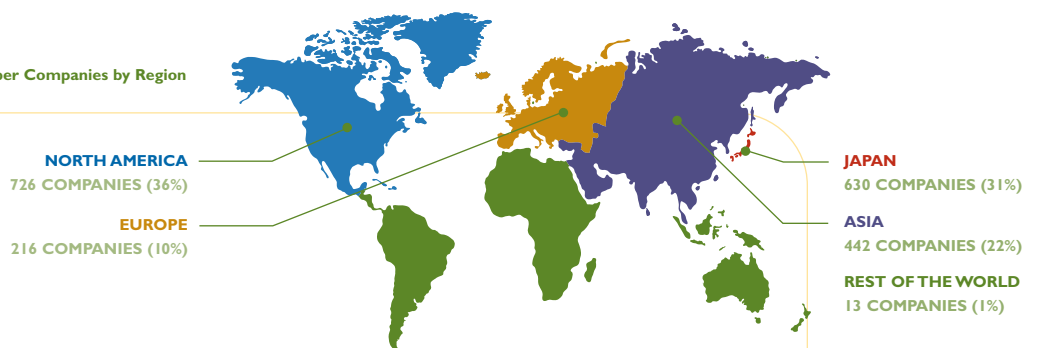 Companies by Region
NORTH AMERICA
726 COMPANIES (36%)
EUROPE
216 COMPANIES (10%)
JAPAN
630 COMPANIES (31%)
ASIA
442 COMPANIES (22%)
REST OF THE WORLD
13 COMPANIES (1%)